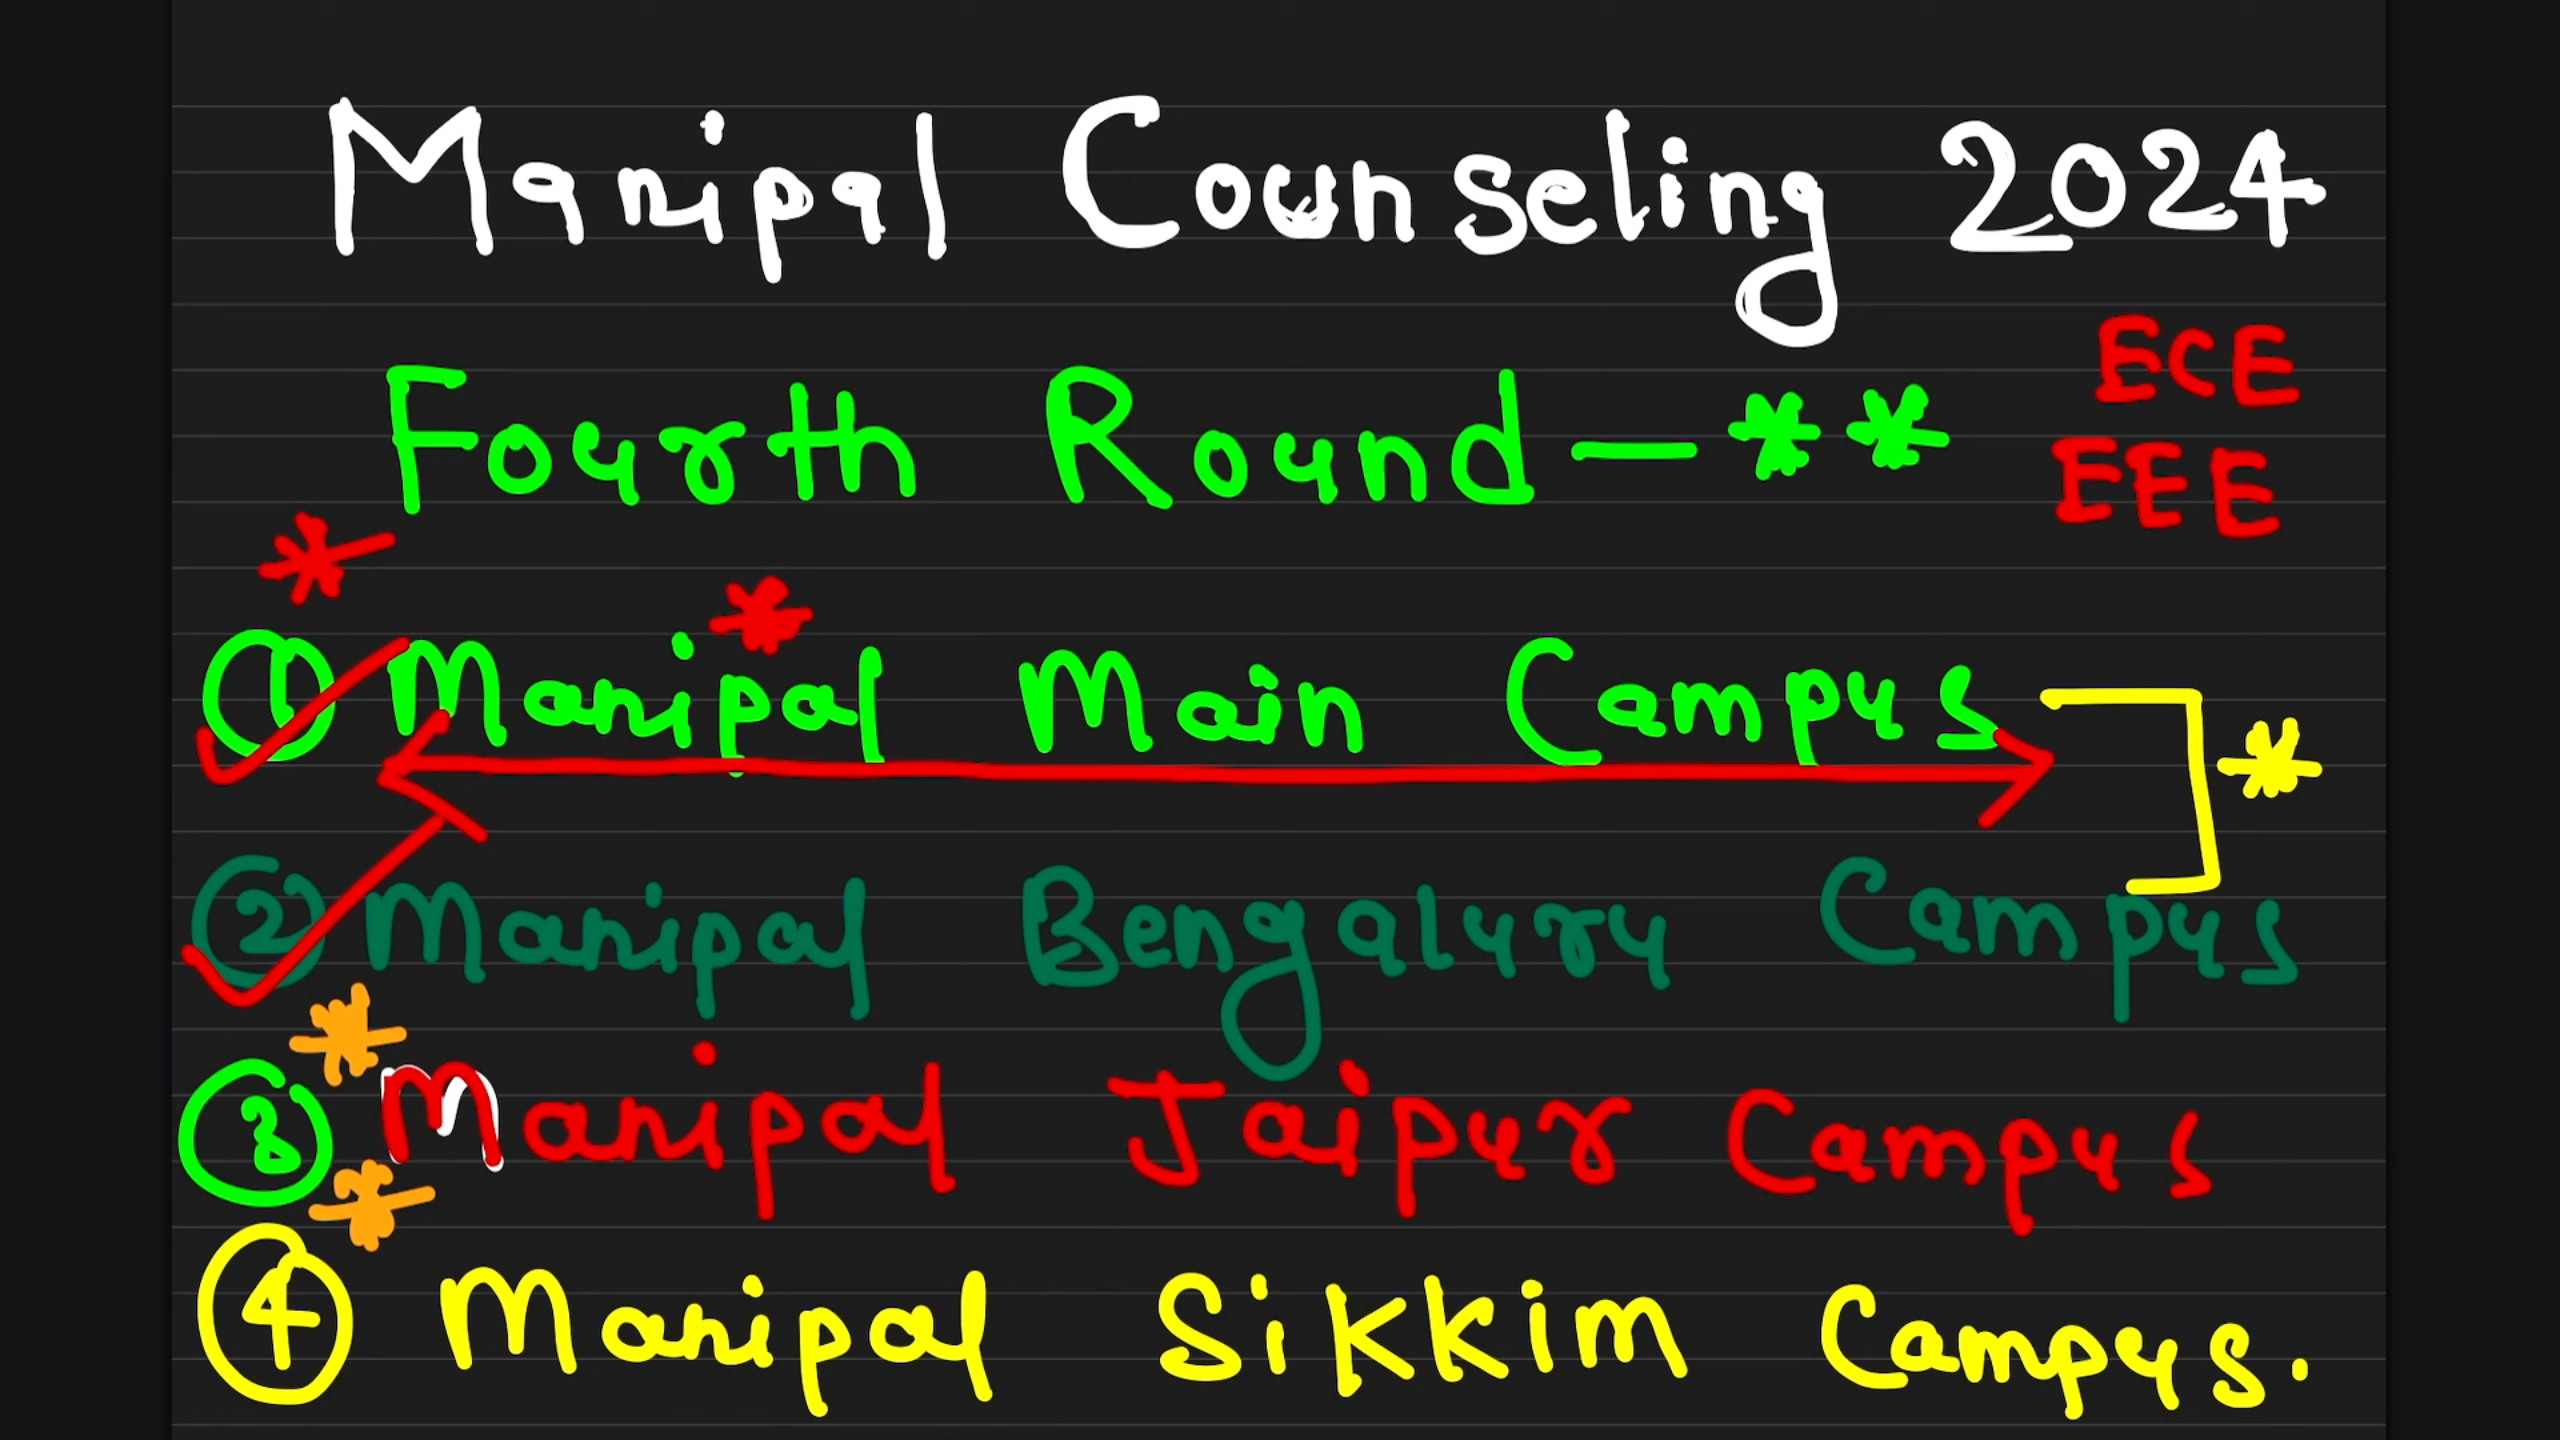 Manipal Counseling 2024
Fourth Round - **
ECE
EEE
* *
① Manipal Main Campus
*
② Manipal Bengaluru Campus
*
③ Manipal Jaipur Campus
*
④ Manipal Sikkim Campus.